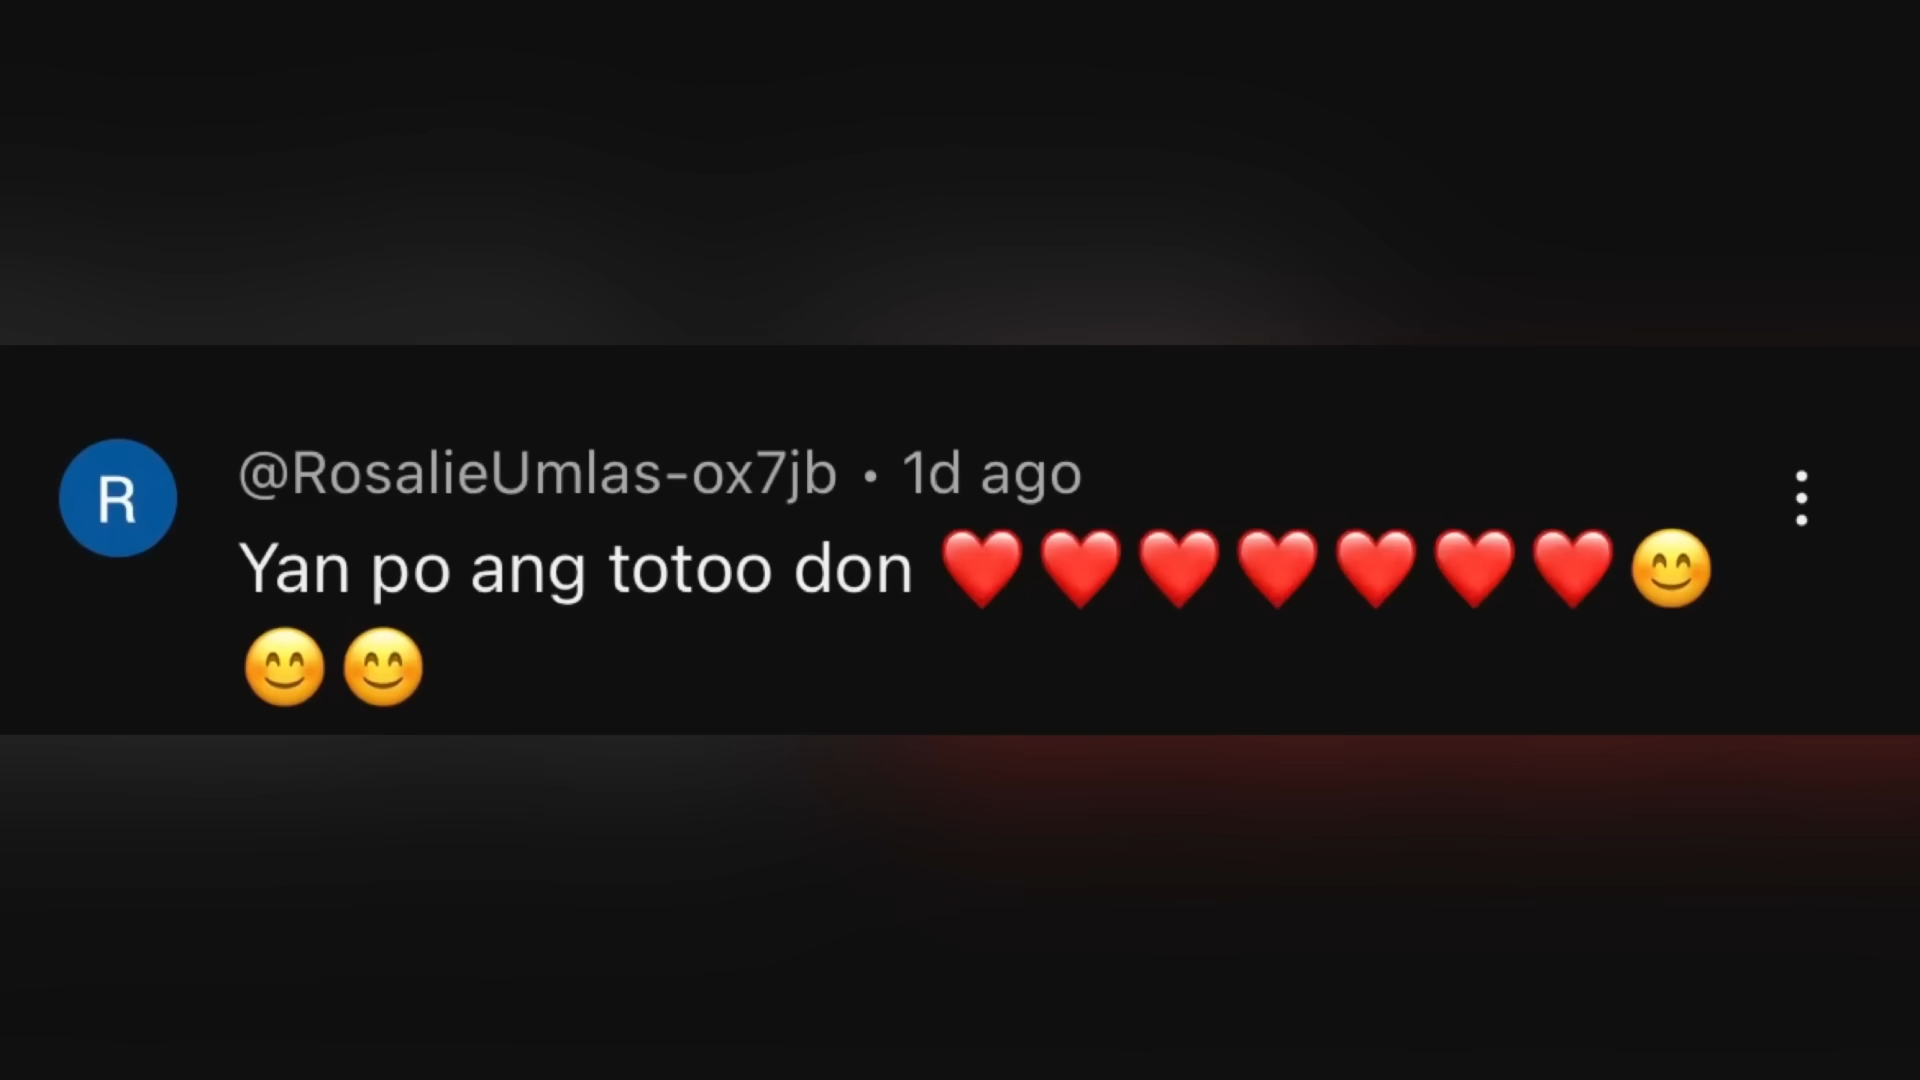 R
@RosalieUmlas-ox7jb • 1d ago
Yan po ang totoo don ❤️❤️❤️❤️❤️❤️❤️😊
😊😊